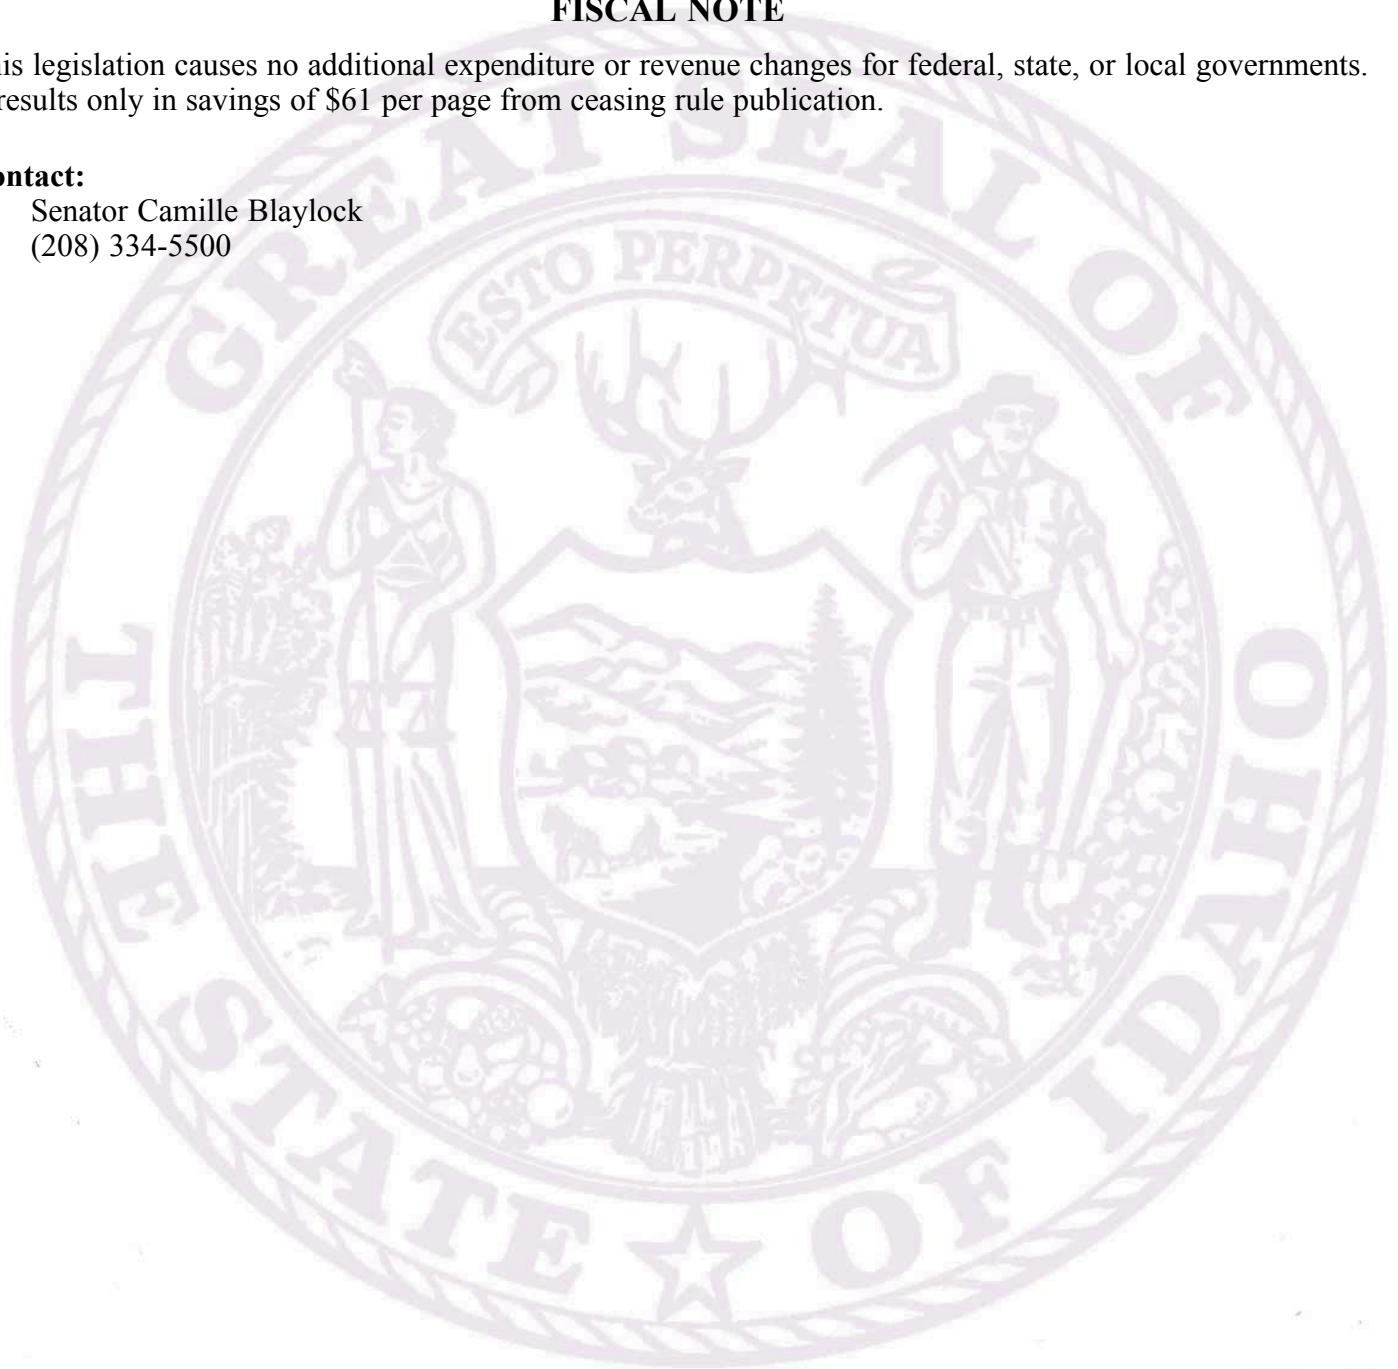 FISCAL NOTE
his legislation causes no additional expenditure or revenue changes for federal, state, or local governments.
results only in savings of $61 per page from ceasing rule publication.
ontact:
Senator Camille Blaylock
(208) 334-5500
GREAT SEAL OF
THE STATE OF IDAHO
ESTO PERPETUA